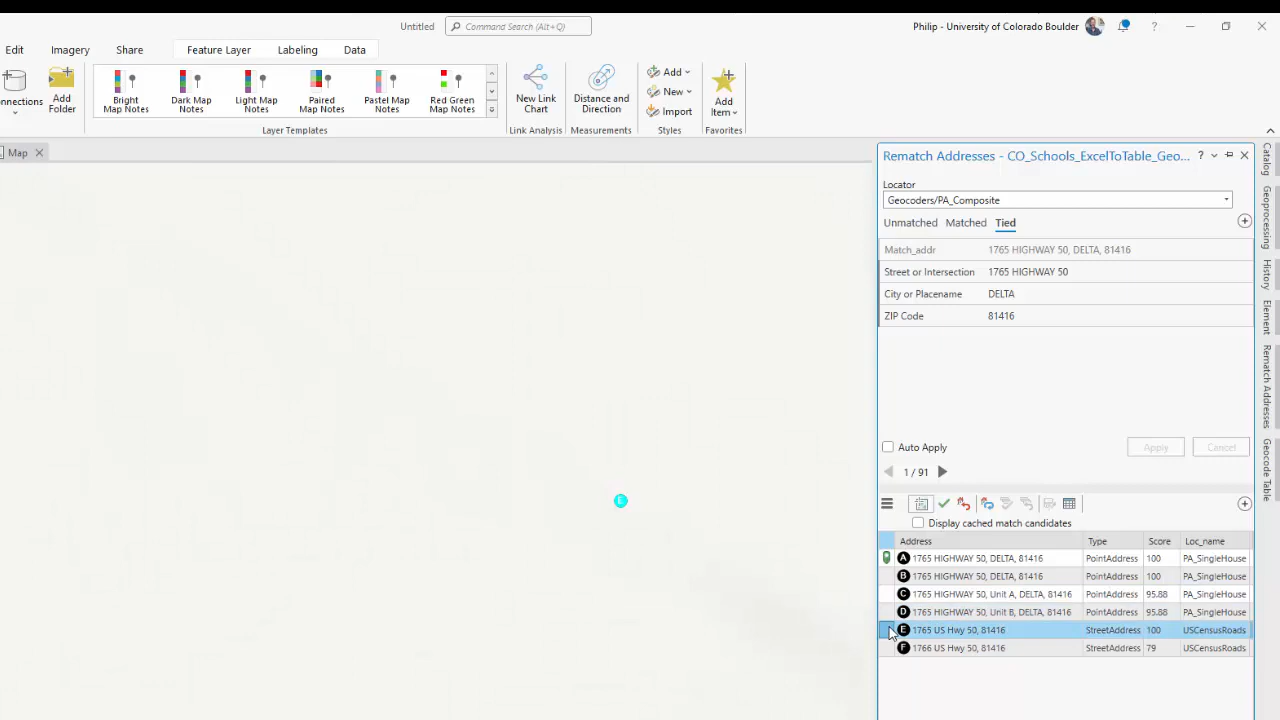 Untitled
Command Search (Alt+Q)
Philip - University of Colorado Boulder
?
Edit Imagery Share Feature Layer Labeling Data
nnections
Add
Folder
Bright
Map Notes
Dark Map
Notes
Light Map
Notes
Paired
Map Notes
Pastel Map
Notes
Red Green
Map Notes
Layer Templates
New Link
Chart
Link Analysis
Distance and
Direction
Measurements
Add
New
Import
Styles
Add
Item
Favorites
Map
Rematch Addresses - CO_Schools_ExcelToTable_Geo...
?
Locator
Geocoders/PA_Composite
Unmatched Matched Tied
Match_addr 1765 HIGHWAY 50, DELTA, 81416
Street or Intersection 1765 HIGHWAY 50
City or Placename DELTA
ZIP Code 81416
Auto Apply Apply Cancel
1 / 91
Display cached match candidates
Address Type Score Loc_name
A 1765 HIGHWAY 50, DELTA, 81416 PointAddress 100 PA_SingleHouse
B 1765 HIGHWAY 50, DELTA, 81416 PointAddress 100 PA_SingleHouse
C 1765 HIGHWAY 50, Unit A, DELTA, 81416 PointAddress 95.88 PA_SingleHouse
D 1765 HIGHWAY 50, Unit B, DELTA, 81416 PointAddress 95.88 PA_SingleHouse
E 1765 US Hwy 50, 81416 StreetAddress 100 USCensusRoads
F 1766 US Hwy 50, 81416 StreetAddress 79 USCensusRoads
E
Catalog
Geoprocessing
History
Element
Rematch Addresses
Geocode Table